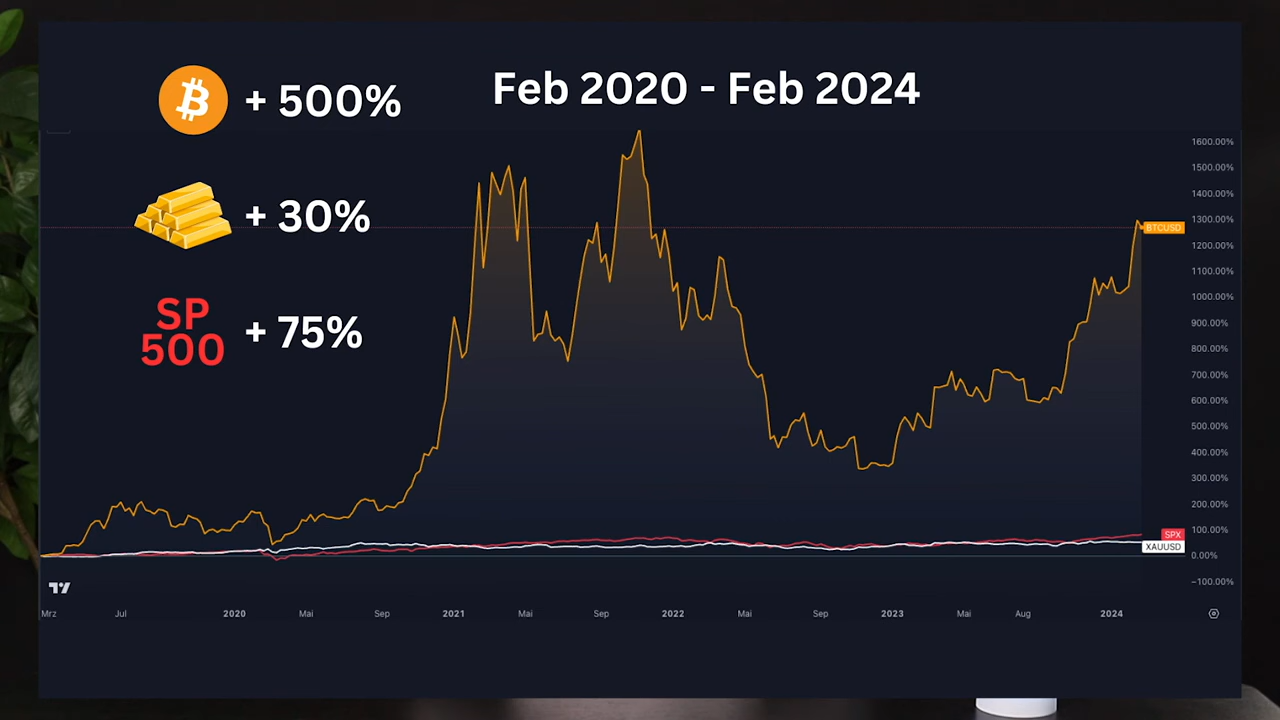 Feb 2020 - Feb 2024
+ 500%
+ 30%
SP
500
+ 75%
1600.00%
1500.00%
1400.00%
1300.00%
BTCUSD
1200.00%
1100.00%
1000.00%
900.00%
800.00%
700.00%
600.00%
500.00%
400.00%
300.00%
200.00%
100.00%
SPX
XAUUSD
0.00%
−100.00%
Mrz
Jul
2020
Mai
Sep
2021
Mai
Sep
2022
Mai
Sep
2023
Mai
Aug
2024